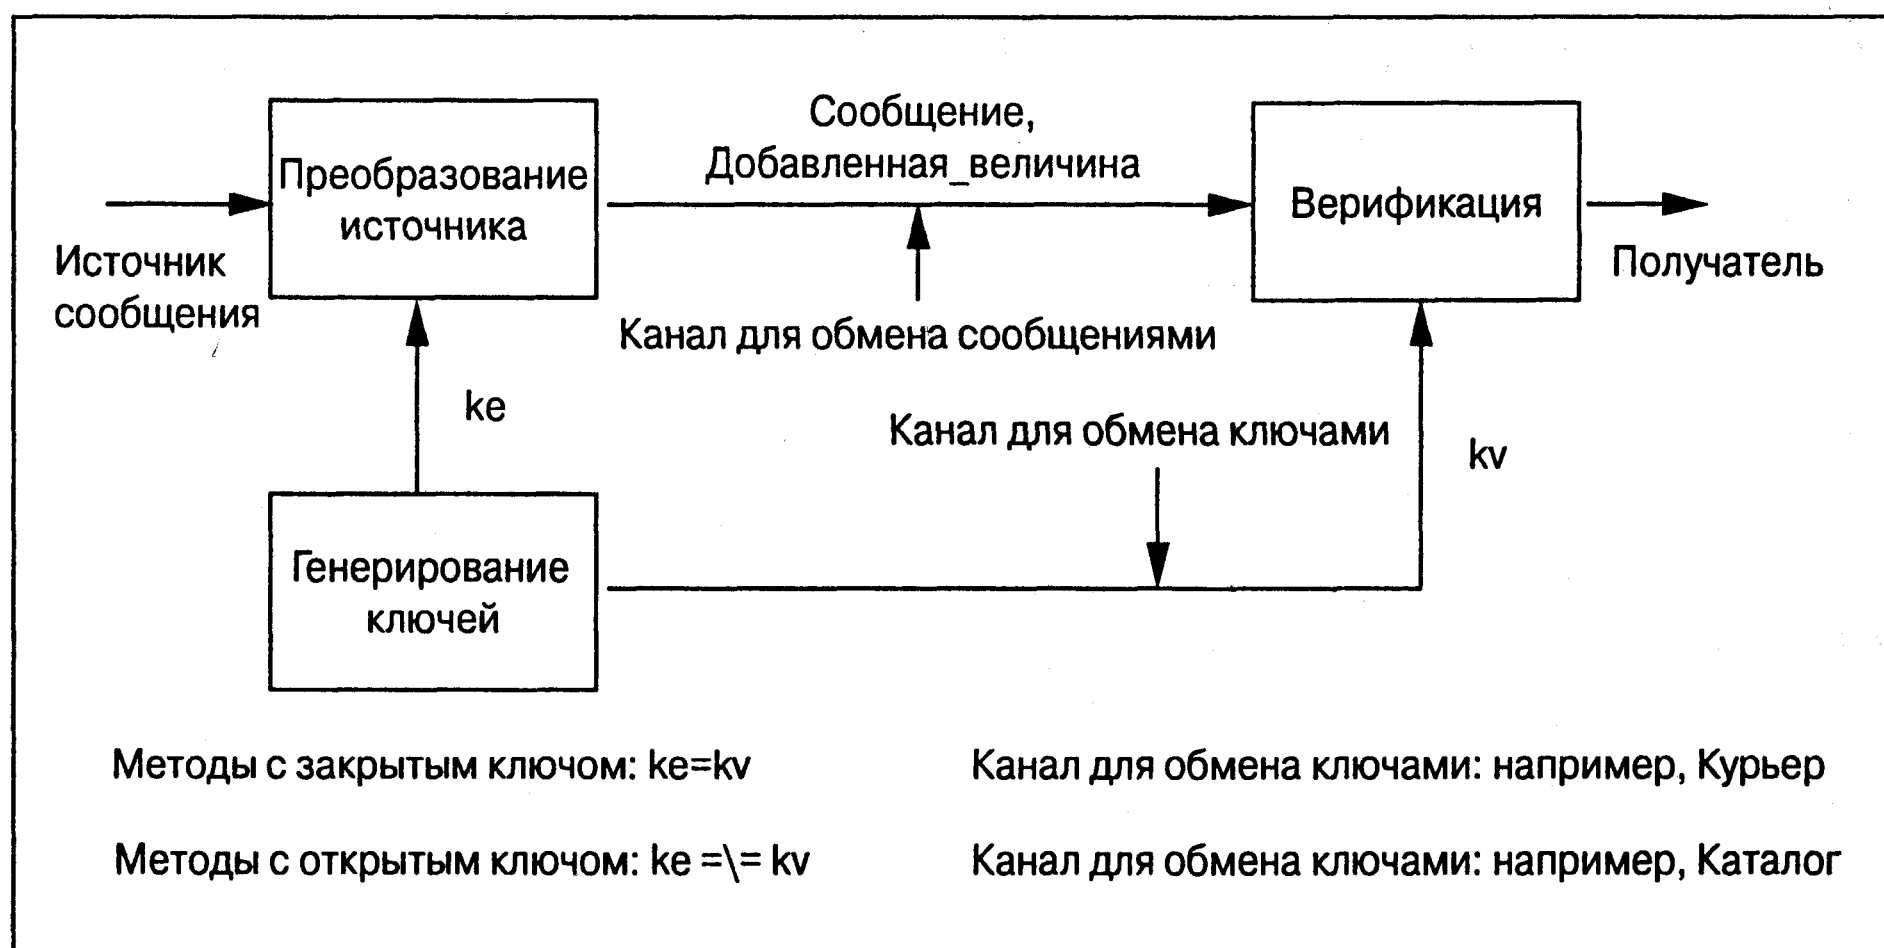 Сообщение,
Добавленная_величина
Преобразование
источника
Верификация
Источник
сообщения
Получатель
Канал для обмена сообщениями
ke
Канал для обмена ключами
kv
Генерирование
ключей
Методы с закрытым ключом: ke=kv
Канал для обмена ключами: например, Курьер
Методы с открытым ключом: ke =\= kv
Канал для обмена ключами: например, Каталог